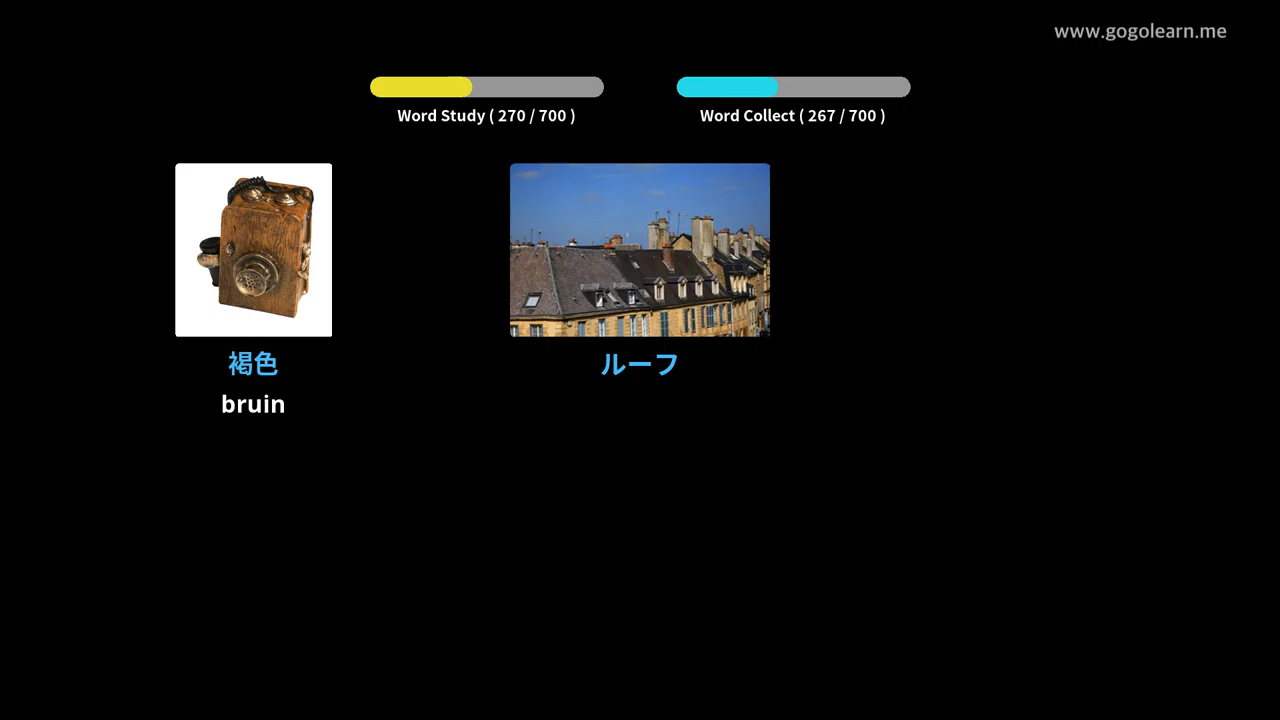 www.gogolearn.me
Word Study ( 270 / 700 )
Word Collect ( 267 / 700 )
褐色
ルーフ
bruin